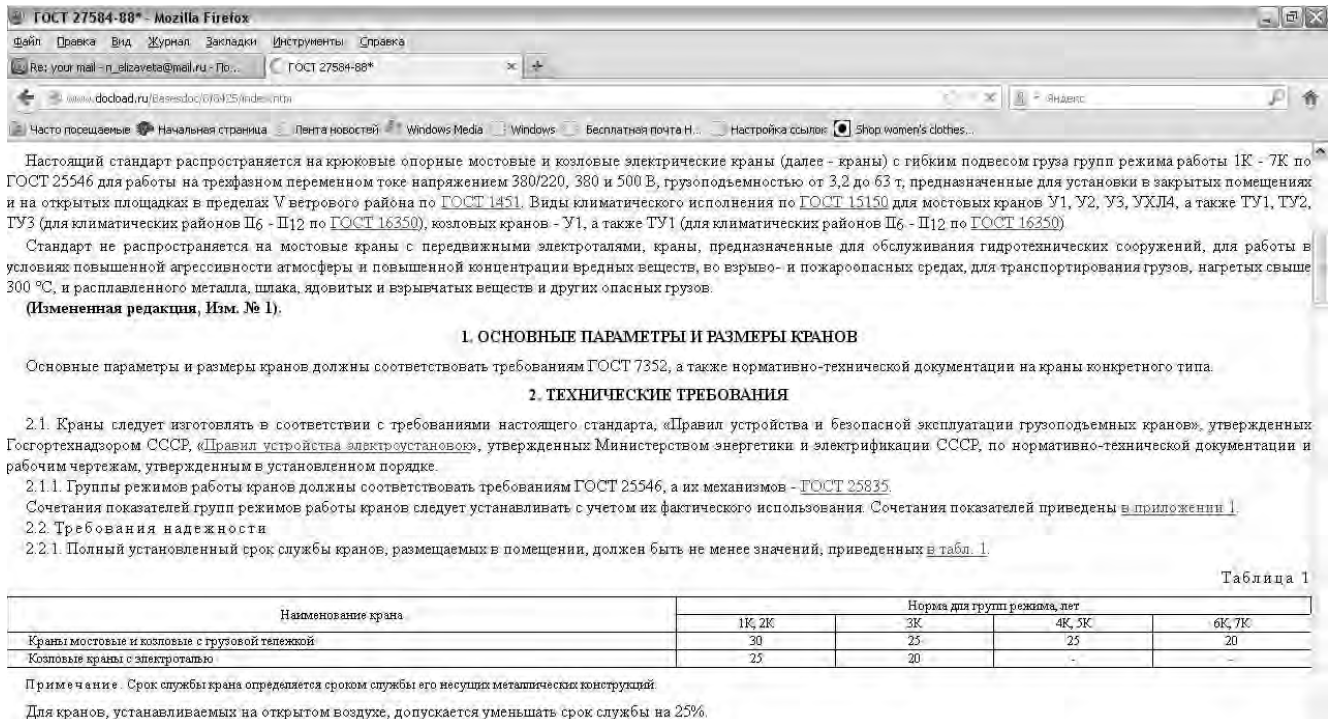 ГОСТ 27584-88* - Mozilla Firefox
Файл Правка Вид Журнал Закладки Инструменты Справка
Re: your mail - n_elizaveta@mail.ru - По... ГОСТ 27584-88*
www.docload.ru/Basesdoc/6/6425/index.htm Яндекс
Часто посещаемые Начальная страница Лента новостей Windows Media Windows Бесплатная почта H... Настройка ссылок Shop women's clothes...
Настоящий стандарт распространяется на крюковые опорные мостовые и козловые электрические краны (далее - краны) с гибким подвесом груза групп режима работы 1К - 7К по
ГОСТ 25546 для работы на трехфазном переменном токе напряжением 380/220, 380 и 500 В, грузоподъемностью от 3,2 до 63 т, предназначенные для установки в закрытых помещениях
и на открытых площадках в пределах V ветрового района по ГОСТ 1451. Виды климатического исполнения по ГОСТ 15150 для мостовых кранов У1, У2, У3, УХЛ4, а также ТУ1, ТУ2,
ТУ3 (для климатических районов II6 - II12 по ГОСТ 16350), козловых кранов - У1, а также ТУ1 (для климатических районов II6 - II12 по ГОСТ 16350)
Стандарт не распространяется на мостовые краны с передвижными электроталями, краны, предназначенные для обслуживания гидротехнических сооружений, для работы в
условиях повышенной агрессивности атмосферы и повышенной концентрации вредных веществ, во взрыво- и пожароопасных средах, для транспортирования грузов, нагретых свыше
300 °С, и расплавленного металла, шлака, ядовитых и взрывчатых веществ и других опасных грузов.
(Измененная редакция, Изм. № 1).
1. ОСНОВНЫЕ ПАРАМЕТРЫ И РАЗМЕРЫ КРАНОВ
Основные параметры и размеры кранов должны соответствовать требованиям ГОСТ 7352, а также нормативно-технической документации на краны конкретного типа.
2. ТЕХНИЧЕСКИЕ ТРЕБОВАНИЯ
2.1. Краны следует изготовлять в соответствии с требованиями настоящего стандарта, «Правил устройства и безопасной эксплуатации грузоподъемных кранов», утвержденных
Госгортехнадзором СССР, «Правил устройства электроустановок», утвержденных Министерством энергетики и электрификации СССР, по нормативно-технической документации и
рабочим чертежам, утвержденным в установленном порядке.
2.1.1. Группы режимов работы кранов должны соответствовать требованиям ГОСТ 25546, а их механизмов - ГОСТ 25835.
Сочетания показателей групп режимов работы кранов следует устанавливать с учетом их фактического использования. Сочетания показателей приведены в приложении 1.
2.2. Требования надежности
2.2.1. Полный установленный срок службы кранов, размещаемых в помещении, должен быть не менее значений, приведенных в табл. 1.
Таблица 1
Наименование крана Норма для групп режима, лет
1К, 2К 3К 4К, 5К 6К, 7К
Краны мостовые и козловые с грузовой тележкой 30 25 25 20
Козловые краны с электроталью 25 20 - -
Примечание. Срок службы крана определяется сроком службы его несущих металлических конструкций.
Для кранов, устанавливаемых на открытом воздухе, допускается уменьшать срок службы на 25%.